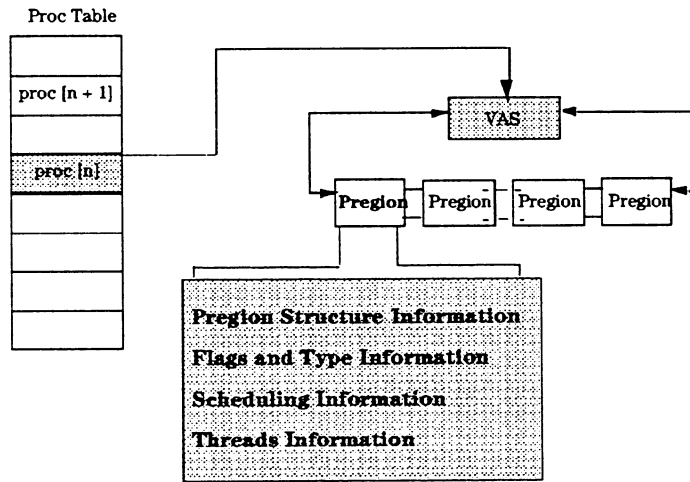 Proc Table
proc [n + 1]
proc [n]
VAS
Pregion
Pregion
Pregion
Pregion
Pregion Structure Information
Flags and Type Information
Scheduling Information
Threads Information